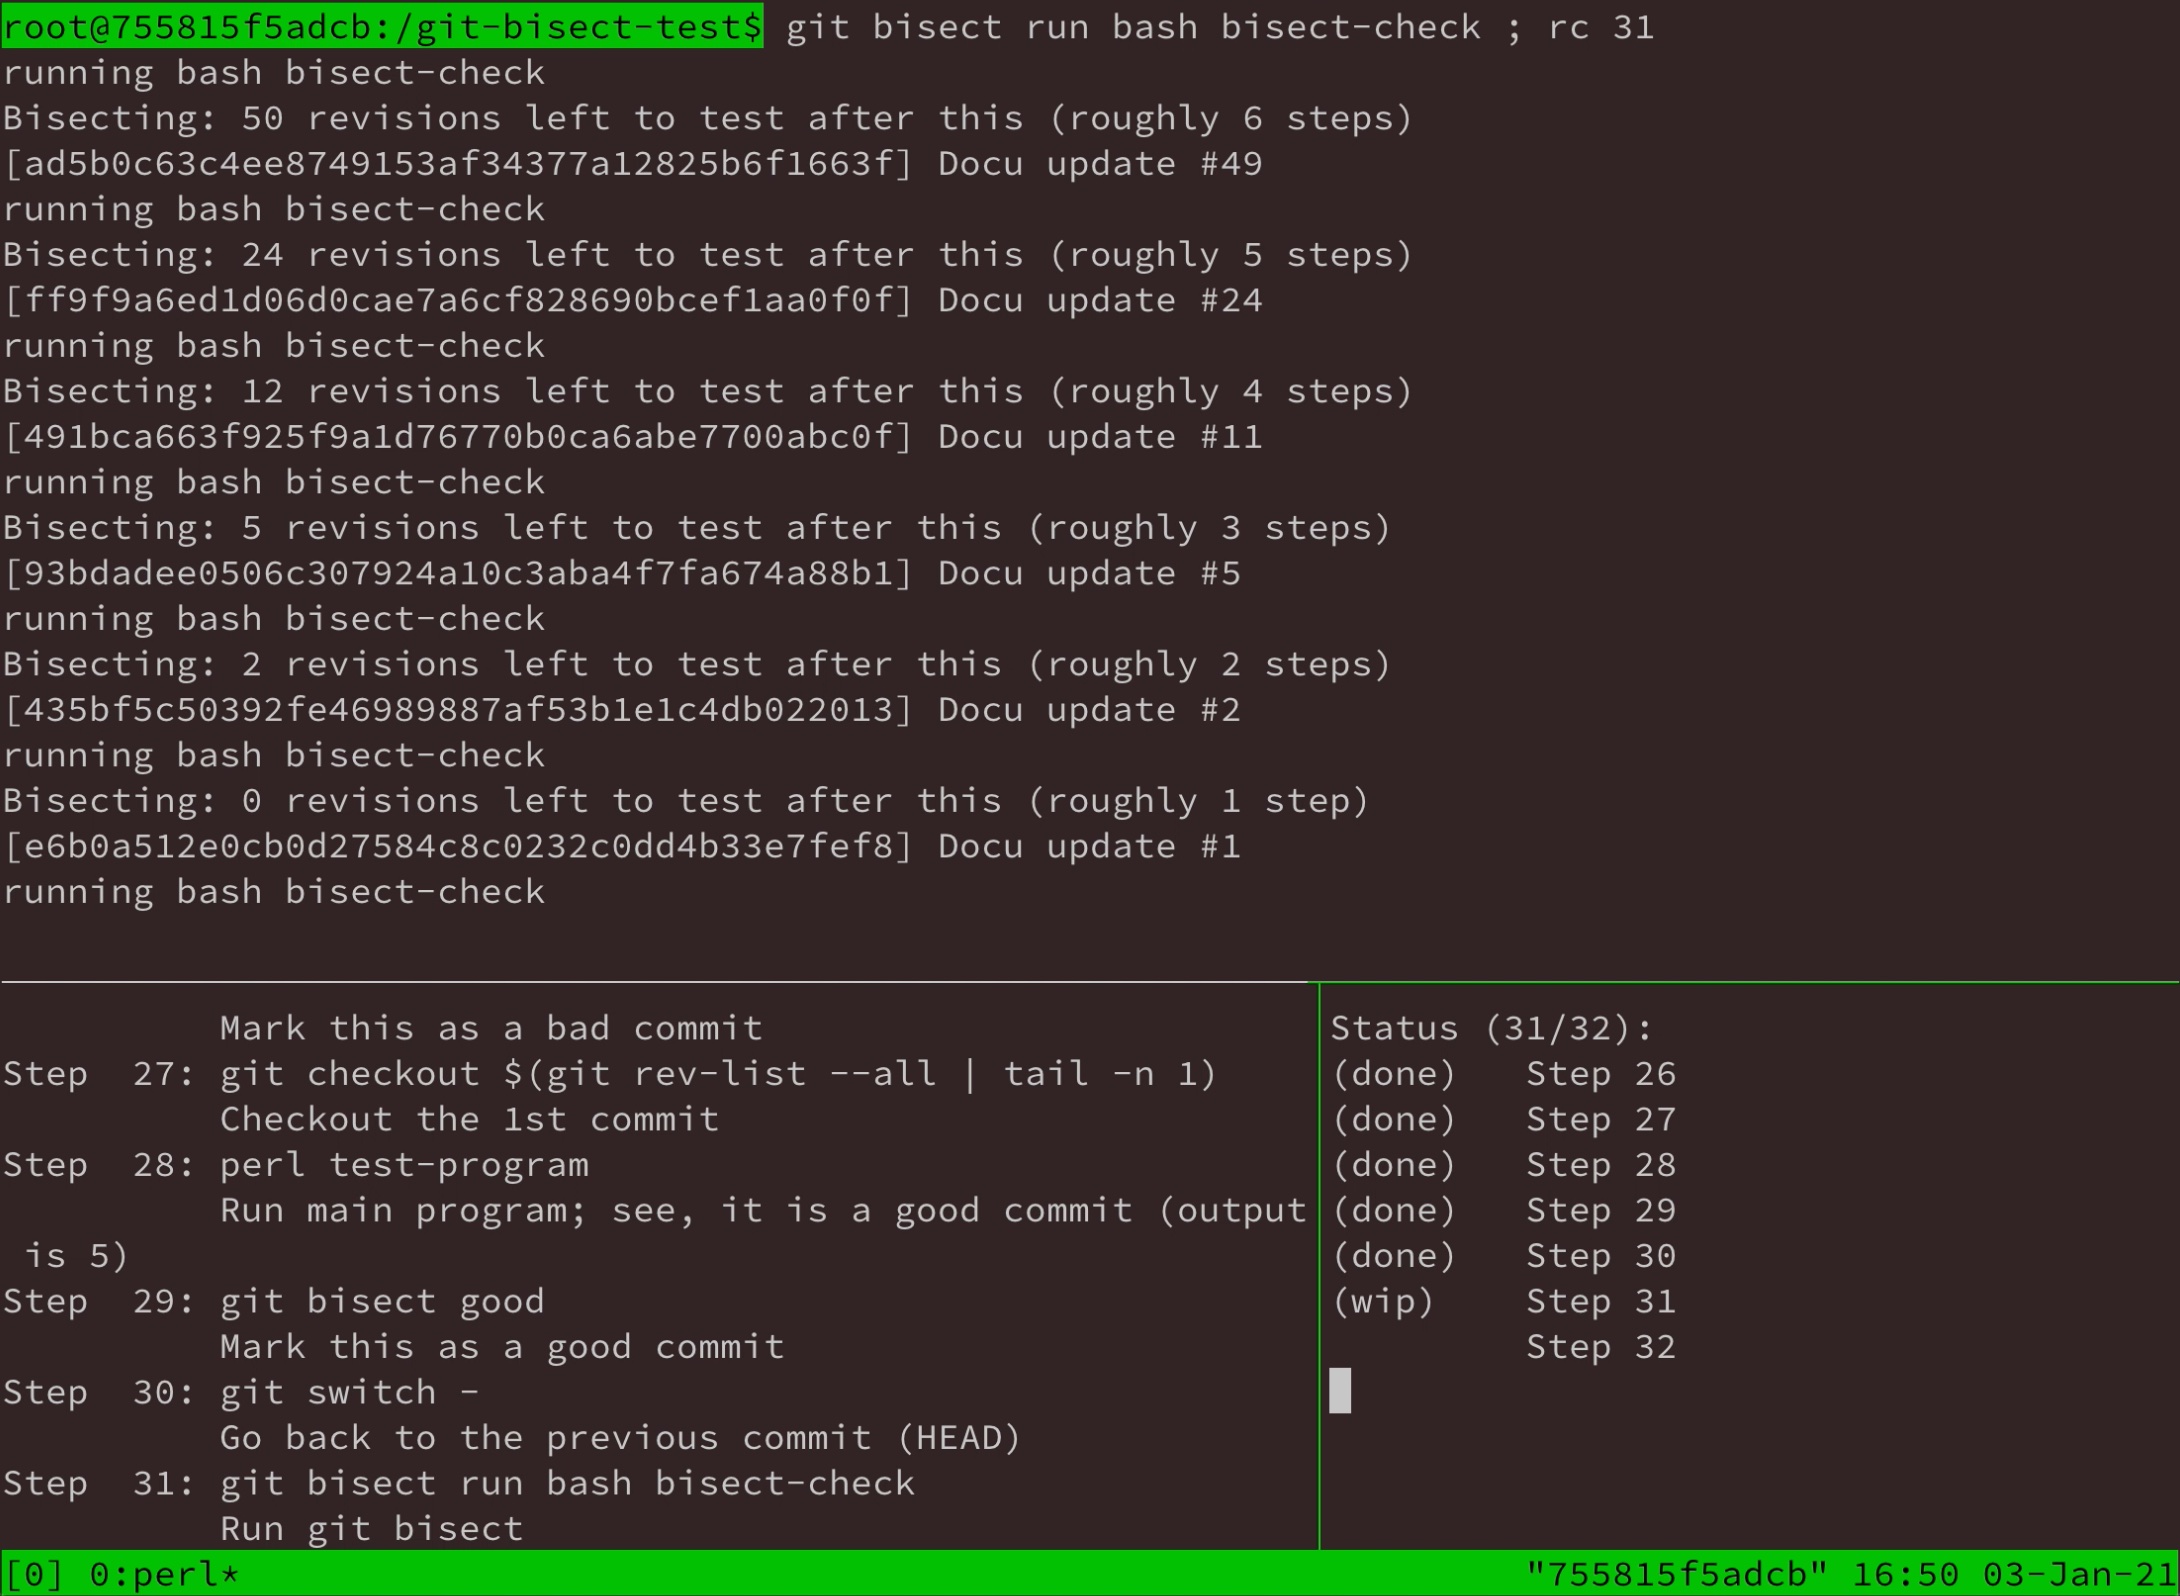 root@755815f5adcb:/git-bisect-test$ git bisect run bash bisect-check ; rc 31
running bash bisect-check
Bisecting: 50 revisions left to test after this (roughly 6 steps)
[ad5b0c63c4ee8749153af34377a12825b6f1663f] Docu update #49
running bash bisect-check
Bisecting: 24 revisions left to test after this (roughly 5 steps)
[ff9f9a6ed1d06d0cae7a6cf828690bcef1aa0f0f] Docu update #24
running bash bisect-check
Bisecting: 12 revisions left to test after this (roughly 4 steps)
[491bca663f925f9a1d76770b0ca6abe7700abc0f] Docu update #11
running bash bisect-check
Bisecting: 5 revisions left to test after this (roughly 3 steps)
[93bdadee0506c307924a10c3aba4f7fa674a88b1] Docu update #5
running bash bisect-check
Bisecting: 2 revisions left to test after this (roughly 2 steps)
[435bf5c50392fe46989887af53b1e1c4db022013] Docu update #2
running bash bisect-check
Bisecting: 0 revisions left to test after this (roughly 1 step)
[e6b0a512e0cb0d27584c8c0232c0dd4b33e7fef8] Docu update #1
running bash bisect-check
Mark this as a bad commit
Step 27: git checkout $(git rev-list --all | tail -n 1)
Checkout the 1st commit
Step 28: perl test-program
Run main program; see, it is a good commit (output
is 5)
Step 29: git bisect good
Mark this as a good commit
Step 30: git switch -
Go back to the previous commit (HEAD)
Step 31: git bisect run bash bisect-check
Run git bisect
Status (31/32):
(done) Step 26
(done) Step 27
(done) Step 28
(done) Step 29
(done) Step 30
(wip) Step 31
Step 32
[0] 0:perl* "755815f5adcb" 16:50 03-Jan-21